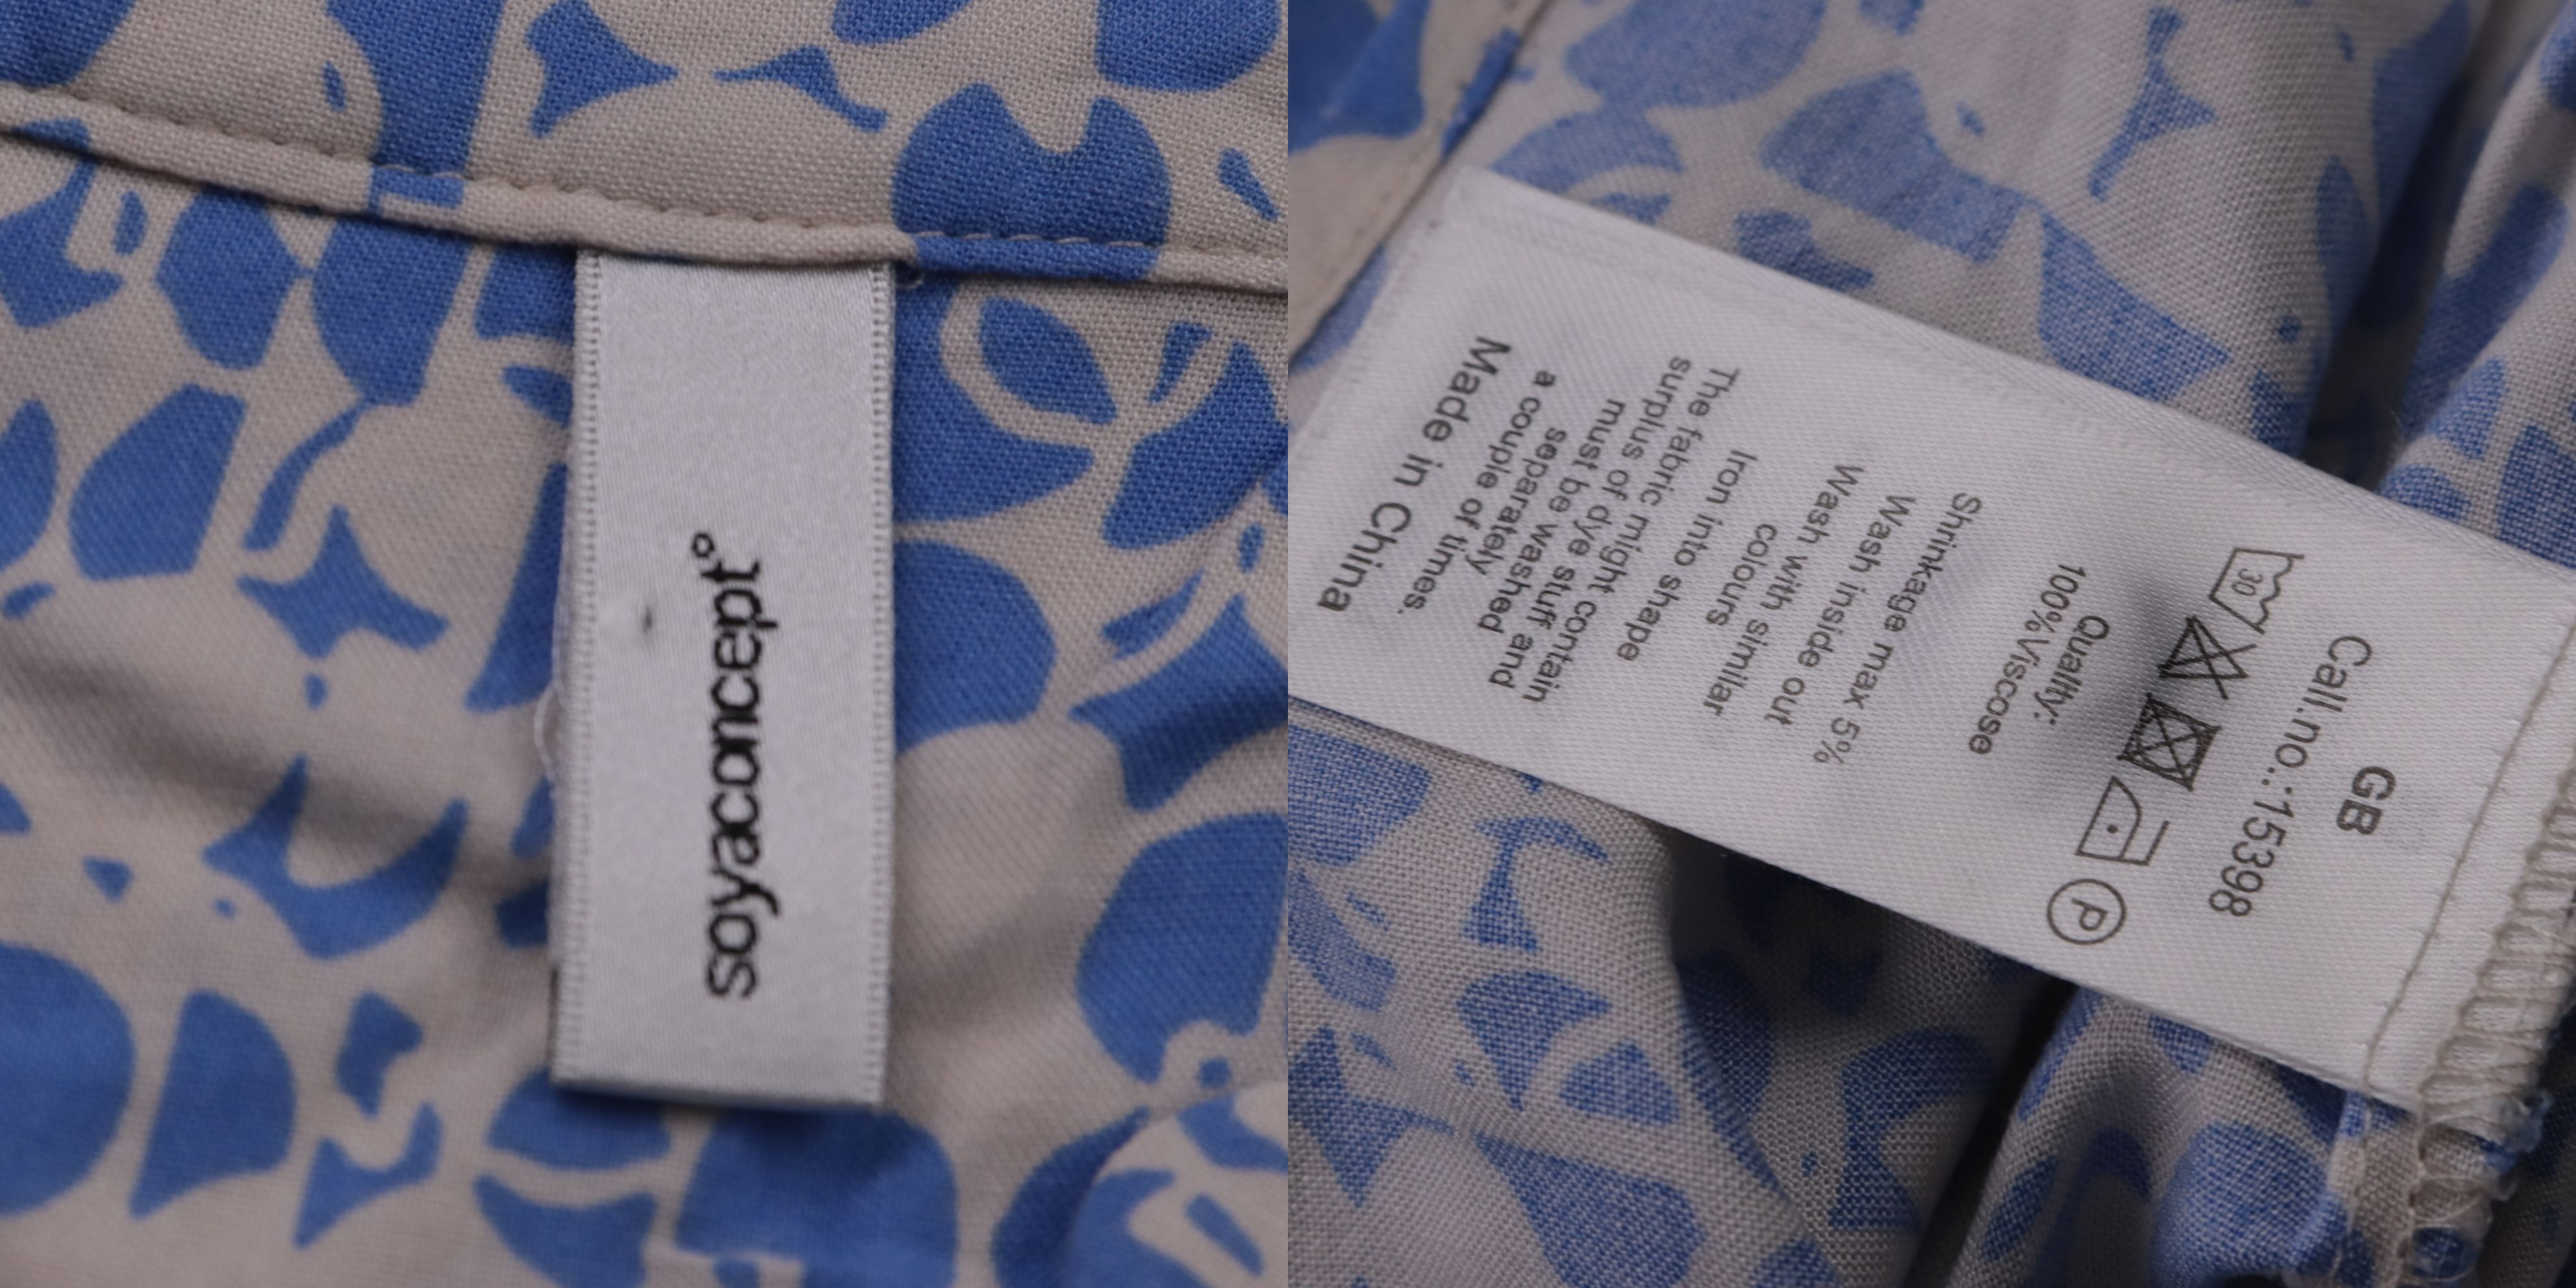 soyaconcept°
GB
Call.no.:15398
30
P
Quality:
100%Viscose
Shrinkage max 5%
Wash inside out
Wash with similar
colours
Iron into shape
The fabric might contain
surplus of dye stuff and
must be washed
separately
a couple of times.
Made in China